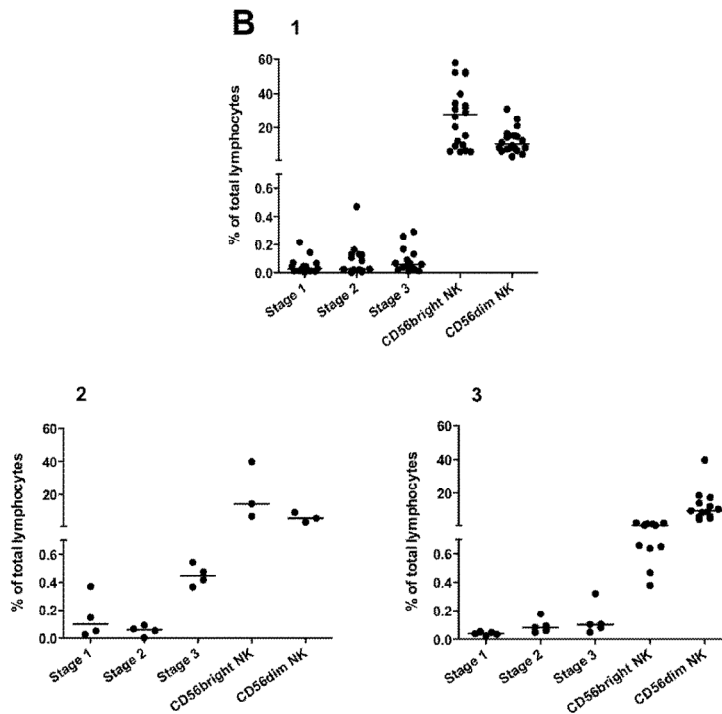 B 1
% of total lymphocytes
60
40
20
0.6
0.4
0.2
0.0
Stage 1
Stage 2
Stage 3
CD56bright NK
CD56dim NK
2
% of total lymphocytes
60
40
20
0.6
0.4
0.2
0.0
Stage 1
Stage 2
Stage 3
CD56bright NK
CD56dim NK
3
% of total lymphocytes
60
40
20
0.6
0.4
0.2
0.0
Stage 1
Stage 2
Stage 3
CD56bright NK
CD56dim NK